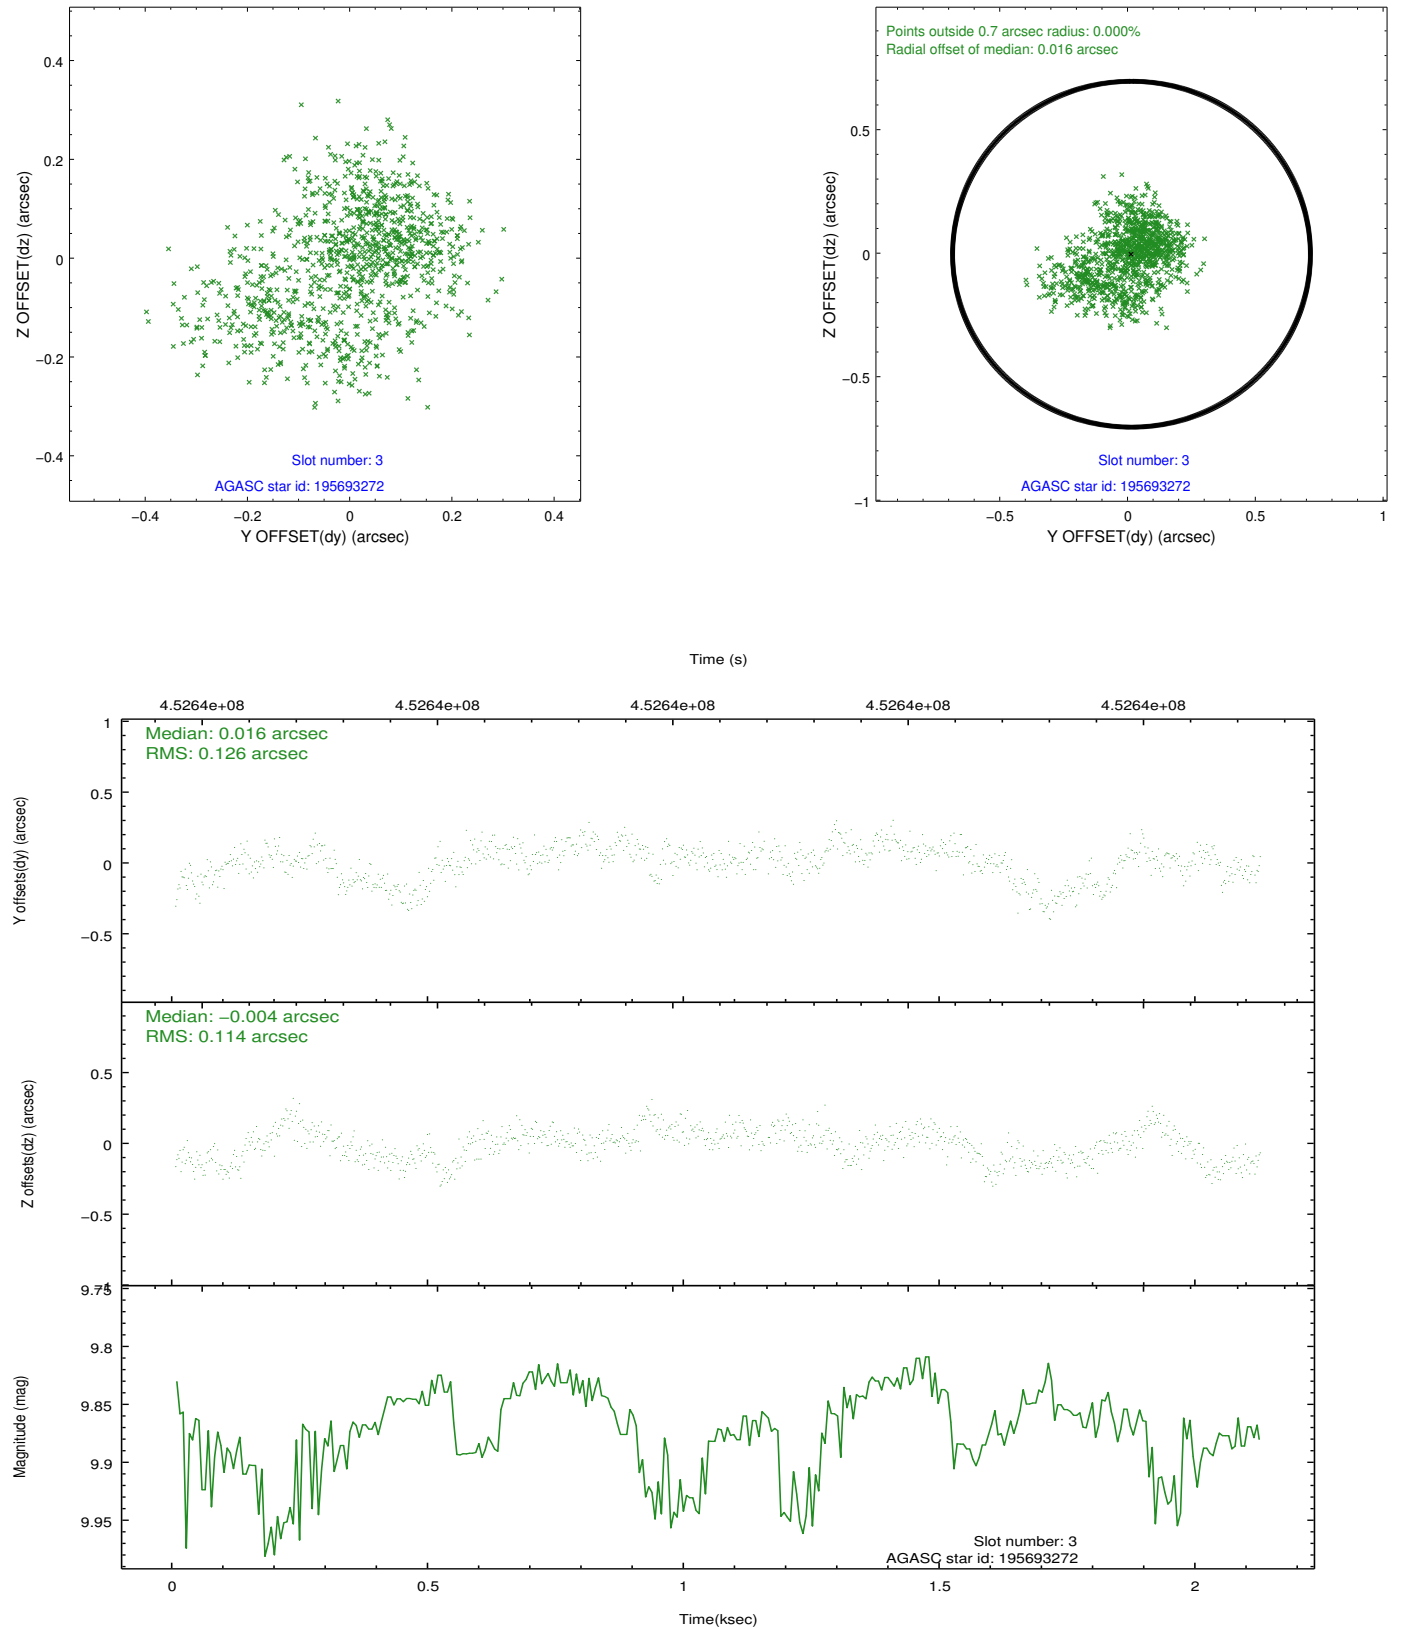 0.4
0.2
0
−0.2
−0.4
Z OFFSET(dz) (arcsec)
Slot number: 3
AGASC star id: 195693272
−0.4 −0.2 0 0.2 0.4
Y OFFSET(dy) (arcsec)
Points outside 0.7 arcsec radius: 0.000%
Radial offset of median: 0.016 arcsec
0.5
0
−0.5
−1
Z OFFSET(dz) (arcsec)
Slot number: 3
AGASC star id: 195693272
−0.5 0 0.5 1
Y OFFSET(dy) (arcsec)
Time (s)
4.5264e+08 4.5264e+08 4.5264e+08 4.5264e+08 4.5264e+08
1
Median: 0.016 arcsec
RMS: 0.126 arcsec
0.5
0
−0.5
Y offsets(dy) (arcsec)
Median: −0.004 arcsec
RMS: 0.114 arcsec
0.5
0
−0.5
−1
Z offsets(dz) (arcsec)
9.75
9.8
9.85
9.9
9.95
Magnitude (mag)
Slot number: 3
AGASC star id: 195693272
0 0.5 1 1.5 2
Time(ksec)